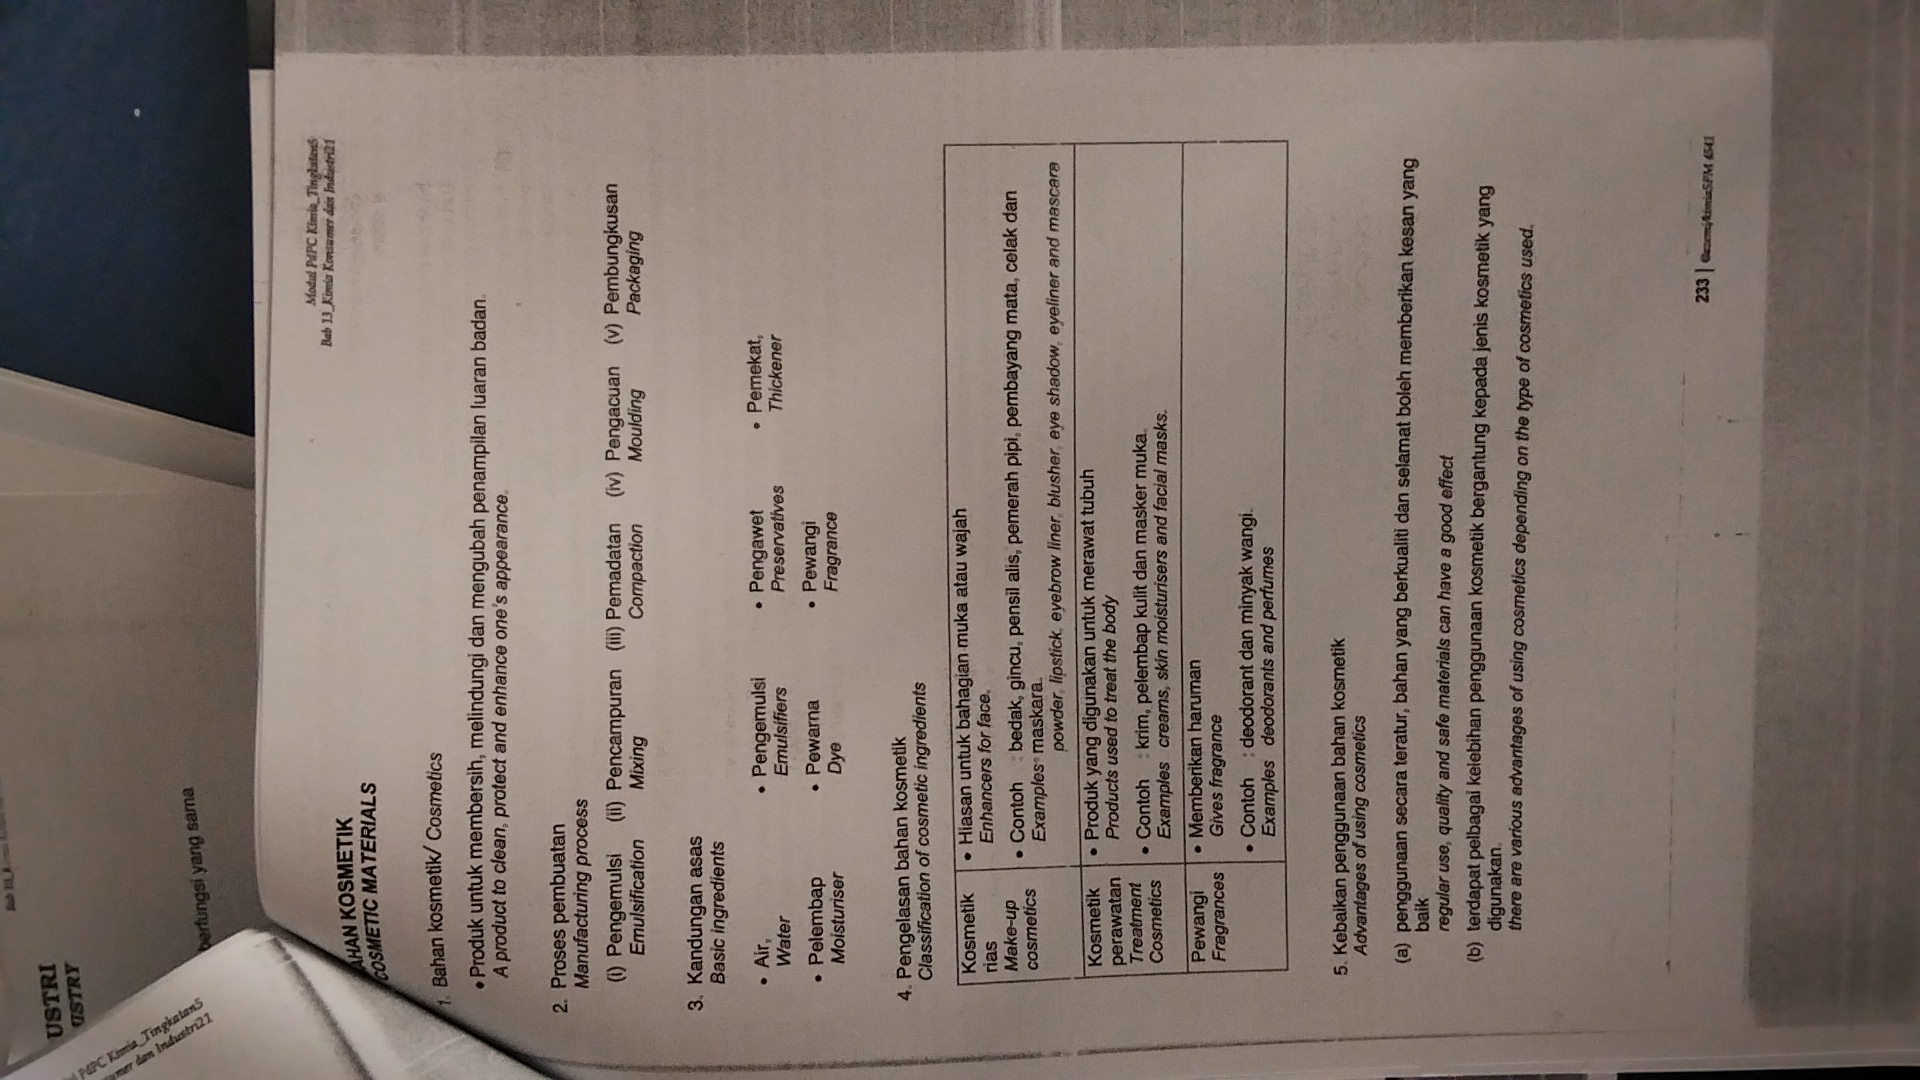 Modul PdPC Kimia_Tingkatan5
Bab 13_Kimia Konsumer dan Industri21
AHAN KOSMETIK
COSMETIC MATERIALS
1. Bahan kosmetik/ Cosmetics
• Produk untuk membersih, melindungi dan mengubah penampilan luaran badan.
A product to clean, protect and enhance one's appearance.
2. Proses pembuatan
Manufacturing process
(i) Pengemulsi (ii) Pencampuran (iii) Pemadatan (iv) Pengacuan (v) Pembungkusan
Emulsification Mixing Compaction Moulding Packaging
3. Kandungan asas
Basic ingredients
• Air, • Pengemulsi • Pengawet • Pemekat,
Water Emulsifiers Preservatives Thickener
• Pelembap • Pewarna • Pewangi
Moisturiser Dye Fragrance
4. Pengelasan bahan kosmetik
Classification of cosmetic ingredients
Kosmetik
rias
Make-up
cosmetics
• Hiasan untuk bahagian muka atau wajah
Enhancers for face.
• Contoh : bedak, gincu, pensil alis, pemerah pipi, pembayang mata, celak dan
Examples maskara.
powder, lipstick, eyebrow liner, blusher, eye shadow, eyeliner and mascara
Kosmetik
perawatan
Treatment
Cosmetics
• Produk yang digunakan untuk merawat tubuh
Products used to treat the body
• Contoh : krim, pelembap kulit dan masker muka.
Examples creams, skin moisturisers and facial masks.
Pewangi
Fragrances
• Memberikan haruman
Gives fragrance
• Contoh : deodorant dan minyak wangi.
Examples deodorants and perfumes
5. Kebaikan penggunaan bahan kosmetik
Advantages of using cosmetics
(a) penggunaan secara teratur, bahan yang berkualiti dan selamat boleh memberikan kesan yang
baik
regular use, quality and safe materials can have a good effect
(b) terdapat pelbagai kelebihan penggunaan kosmetik bergantung kepada jenis kosmetik yang
digunakan.
there are various advantages of using cosmetics depending on the type of cosmetics used.
233 |
USTRI
USTRY
berfungsi yang sama
PdPC Kimia_Tingkatan5
umer dan Industri21